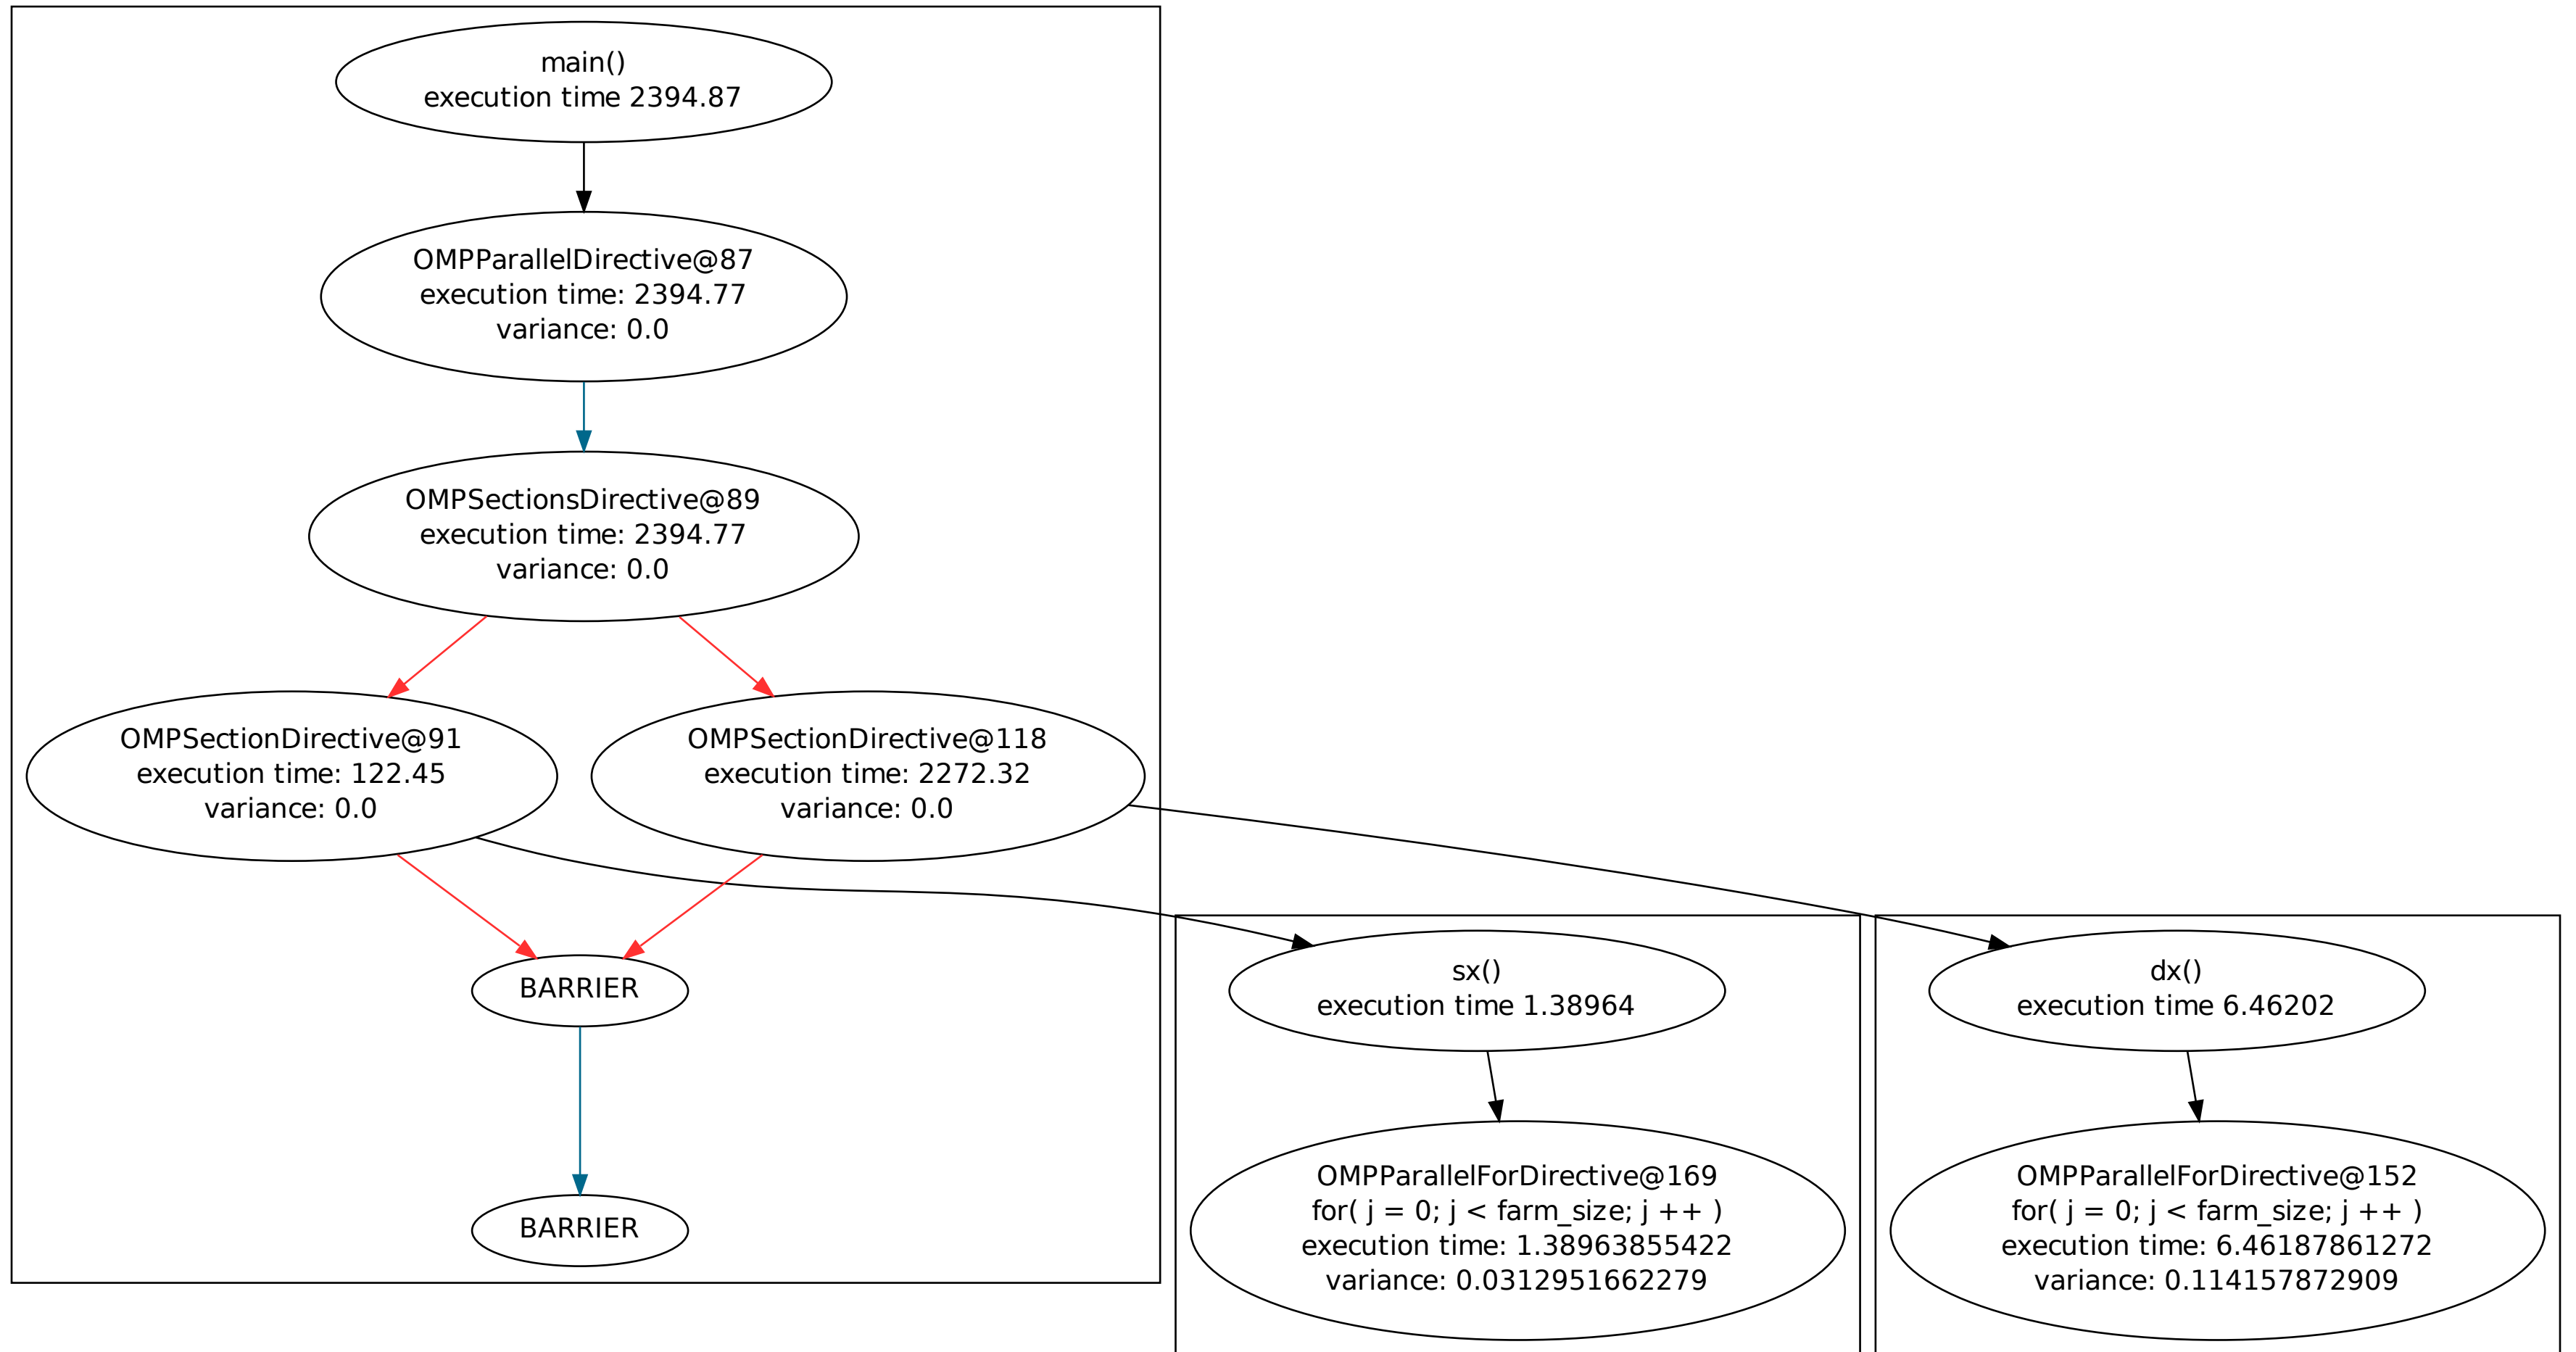 main()
execution time 2394.87
OMPParallelDirective@87
execution time: 2394.77
variance: 0.0
OMPSectionsDirective@89
execution time: 2394.77
variance: 0.0
OMPSectionDirective@91
execution time: 122.45
variance: 0.0
OMPSectionDirective@118
execution time: 2272.32
variance: 0.0
BARRIER
BARRIER
sx()
execution time 1.38964
OMPParallelForDirective@169
for( j = 0; j < farm_size; j ++ )
execution time: 1.38963855422
variance: 0.0312951662279
dx()
execution time 6.46202
OMPParallelForDirective@152
for( j = 0; j < farm_size; j ++ )
execution time: 6.46187861272
variance: 0.114157872909